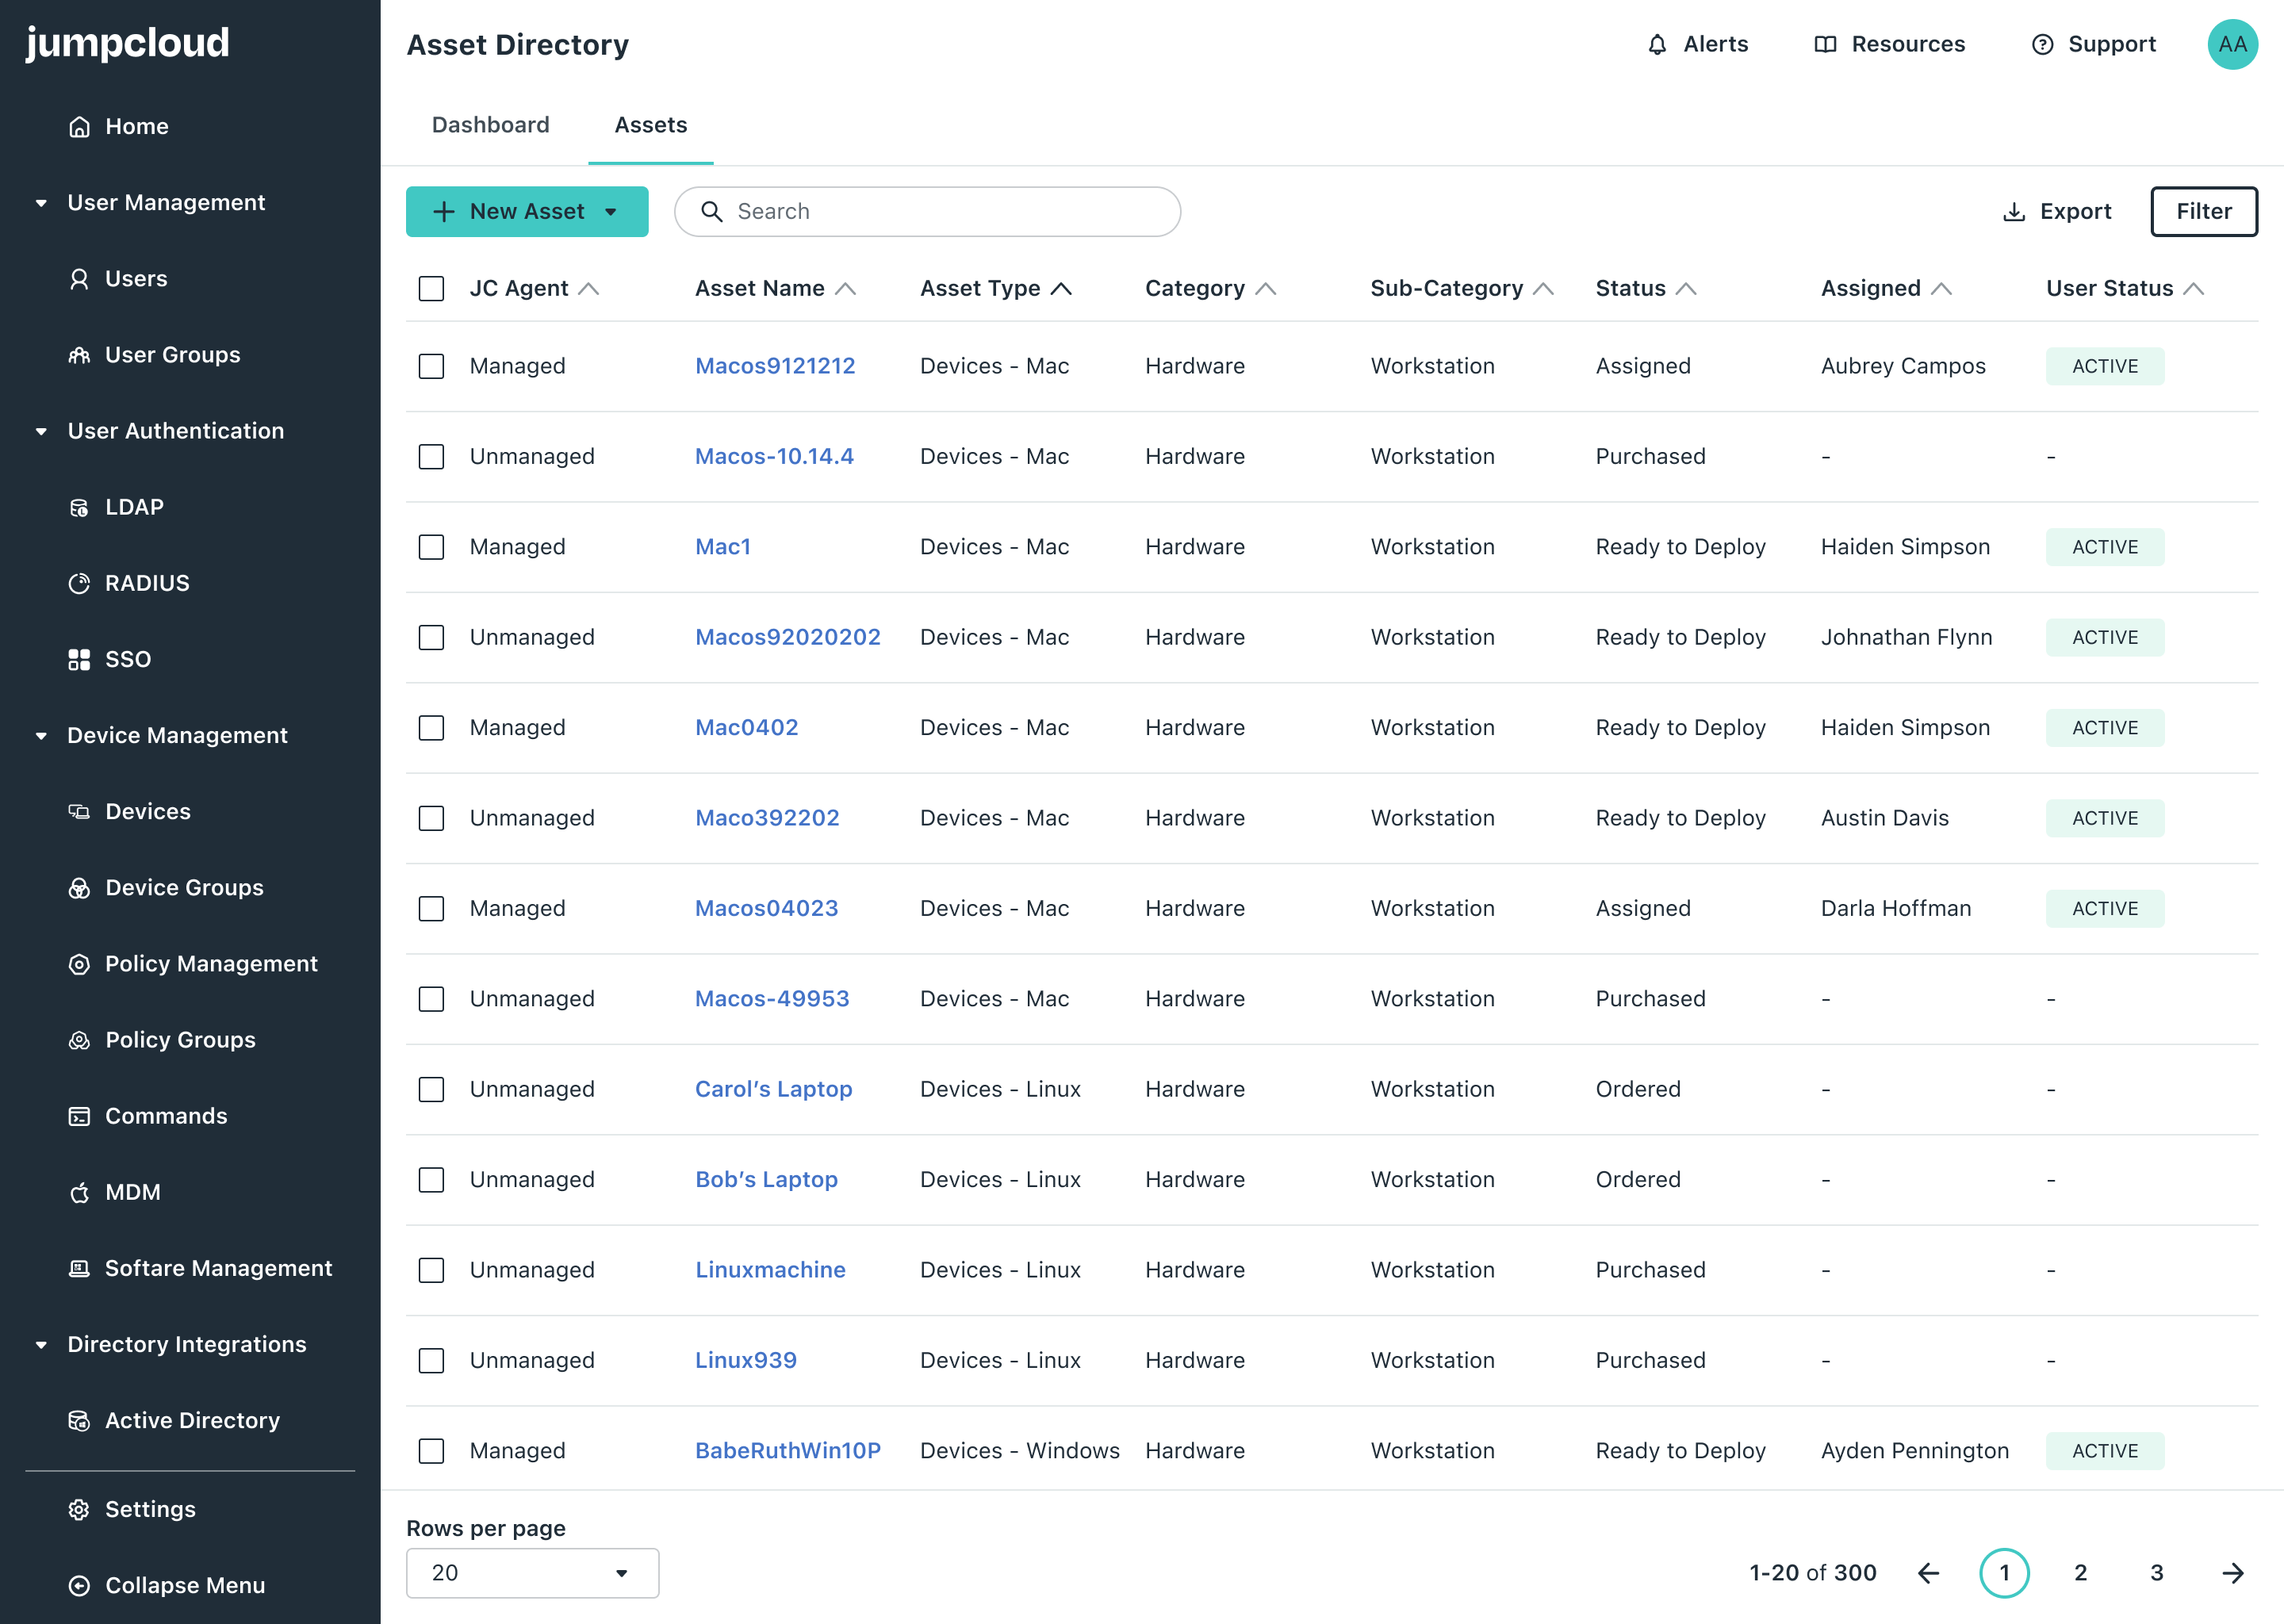 jumpcloud
Home
User Management
Users
User Groups
User Authentication
LDAP
RADIUS
SSO
Device Management
Devices
Device Groups
Policy Management
Policy Groups
Commands
MDM
Softare Management
Directory Integrations
Active Directory
Settings
Collapse Menu
Asset Directory
Alerts Resources Support AA
Dashboard Assets
New Asset Search Export Filter
JC Agent Asset Name Asset Type Category Sub-Category Status Assigned User Status
Managed Macos9121212 Devices - Mac Hardware Workstation Assigned Aubrey Campos ACTIVE
Unmanaged Macos-10.14.4 Devices - Mac Hardware Workstation Purchased - -
Managed Mac1 Devices - Mac Hardware Workstation Ready to Deploy Haiden Simpson ACTIVE
Unmanaged Macos92020202 Devices - Mac Hardware Workstation Ready to Deploy Johnathan Flynn ACTIVE
Managed Mac0402 Devices - Mac Hardware Workstation Ready to Deploy Haiden Simpson ACTIVE
Unmanaged Maco392202 Devices - Mac Hardware Workstation Ready to Deploy Austin Davis ACTIVE
Managed Macos04023 Devices - Mac Hardware Workstation Assigned Darla Hoffman ACTIVE
Unmanaged Macos-49953 Devices - Mac Hardware Workstation Purchased - -
Unmanaged Carol’s Laptop Devices - Linux Hardware Workstation Ordered - -
Unmanaged Bob’s Laptop Devices - Linux Hardware Workstation Ordered - -
Unmanaged Linuxmachine Devices - Linux Hardware Workstation Purchased - -
Unmanaged Linux939 Devices - Linux Hardware Workstation Purchased - -
Managed BabeRuthWin10P Devices - Windows Hardware Workstation Ready to Deploy Ayden Pennington ACTIVE
Rows per page
20 1-20 of 300 1 2 3